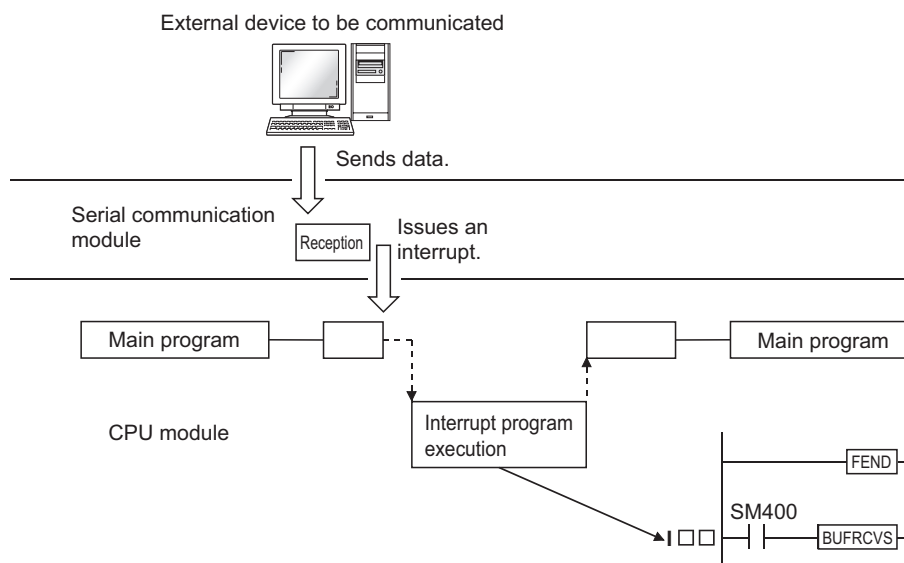 External device to be communicated
Sends data.
Serial communication
module
Reception
Issues an
interrupt.
Main program
Main program
CPU module
Interrupt program
execution
FEND
SM400
I□□
BUFRCVS